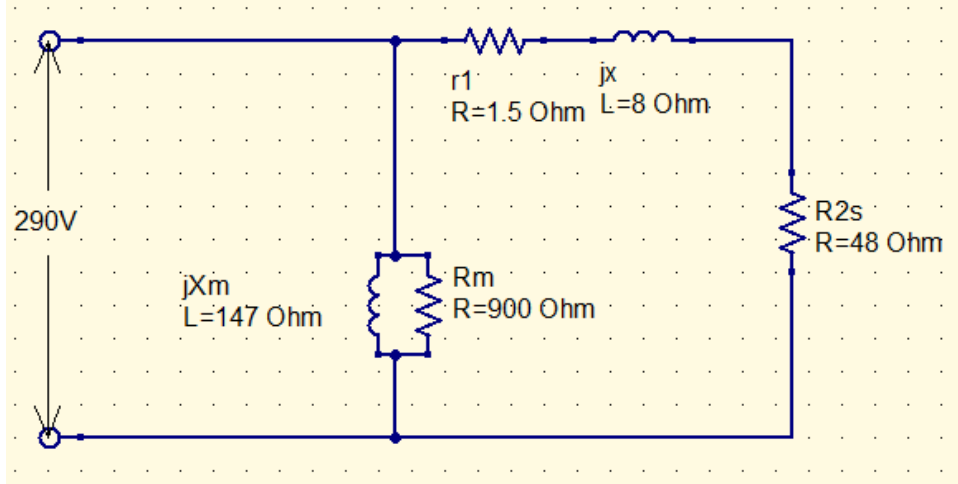 r1
R=1.5 Ohm
jx
L=8 Ohm
290V
R2s
R=48 Ohm
jXm
L=147 Ohm
Rm
R=900 Ohm